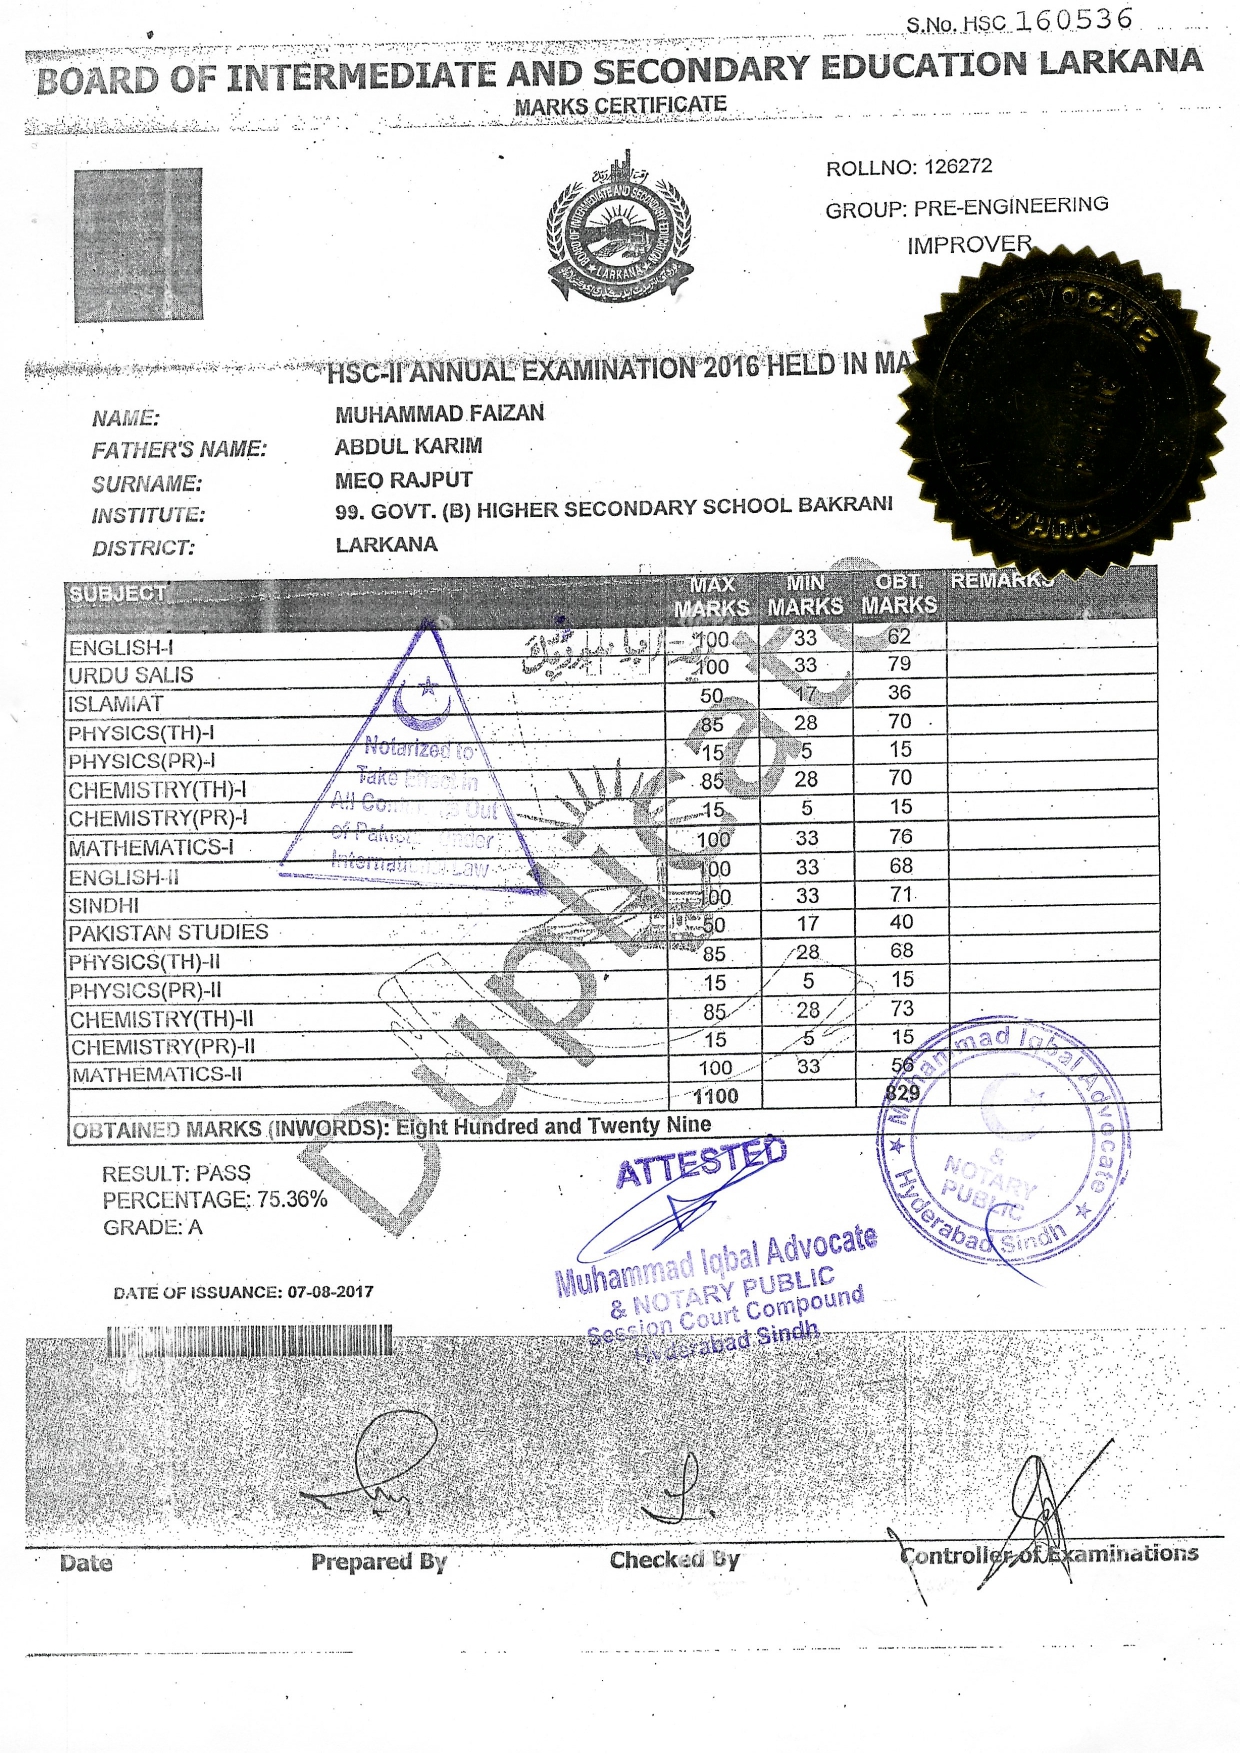 S.No. HSC 160536
BOARD OF INTERMEDIATE AND SECONDARY EDUCATION LARKANA
MARKS CERTIFICATE
ROLLNO: 126272
GROUP: PRE-ENGINEERING
IMPROVER
BOARD OF INTERMEDIATE AND SECONDARY EDUCATION
★ LARKANA ★
ADVOCATE
MUHAMMAD
HSC-II ANNUAL EXAMINATION 2016 HELD IN MA
NAME: MUHAMMAD FAIZAN
FATHER'S NAME: ABDUL KARIM
SURNAME: MEO RAJPUT
INSTITUTE: 99. GOVT. (B) HIGHER SECONDARY SCHOOL BAKRANI
DISTRICT: LARKANA
SUBJECT MAX MARKS MIN MARKS OBT. MARKS REMARKS
ENGLISH-I 100 33 62
URDU SALIS 100 33 79
ISLAMIAT 50 17 36
PHYSICS(TH)-I 85 28 70
PHYSICS(PR)-I 15 5 15
CHEMISTRY(TH)-I 85 28 70
CHEMISTRY(PR)-I 15 5 15
MATHEMATICS-I 100 33 76
ENGLISH-II 100 33 68
SINDHI 100 33 71
PAKISTAN STUDIES 50 17 40
PHYSICS(TH)-II 85 28 68
PHYSICS(PR)-II 15 5 15
CHEMISTRY(TH)-II 85 28 73
CHEMISTRY(PR)-II 15 5 15
MATHEMATICS-II 100 33 56
1100 829
OBTAINED MARKS (INWORDS): Eight Hundred and Twenty Nine
Duplicate
Notarized to
Take Effect in
All Countries Out
of Pakistan Under
International Law
RESULT: PASS
PERCENTAGE: 75.36%
GRADE: A
ATTESTED
Muhammad Iqbal Advocate
& NOTARY PUBLIC
Session Court Compound
Hyderabad Sindh
★ Muhammad Iqbal Advocate ★
Hyderabad Sindh
&
NOTARY
PUBLIC
DATE OF ISSUANCE: 07-08-2017
Date Prepared By Checked By Controller of Examinations